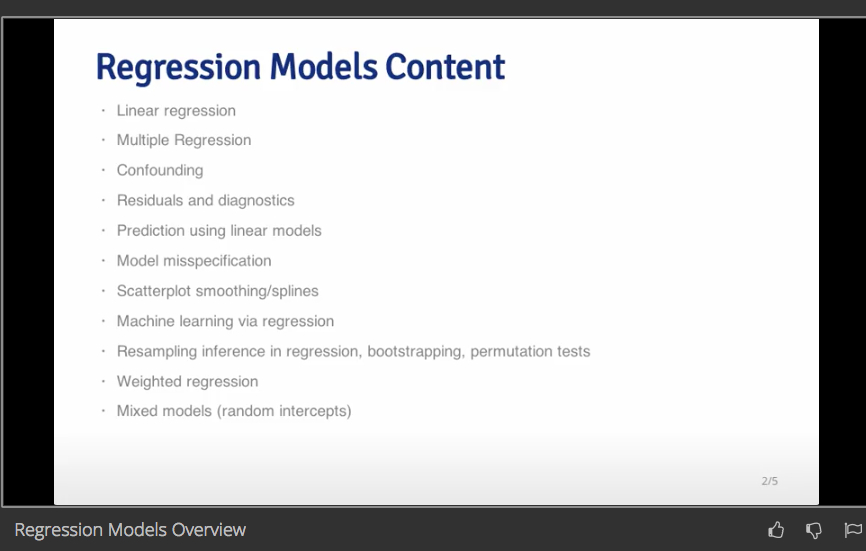 Regression Models Content
· Linear regression
· Multiple Regression
· Confounding
· Residuals and diagnostics
· Prediction using linear models
· Model misspecification
· Scatterplot smoothing/splines
· Machine learning via regression
· Resampling inference in regression, bootstrapping, permutation tests
· Weighted regression
· Mixed models (random intercepts)
2/5
Regression Models Overview